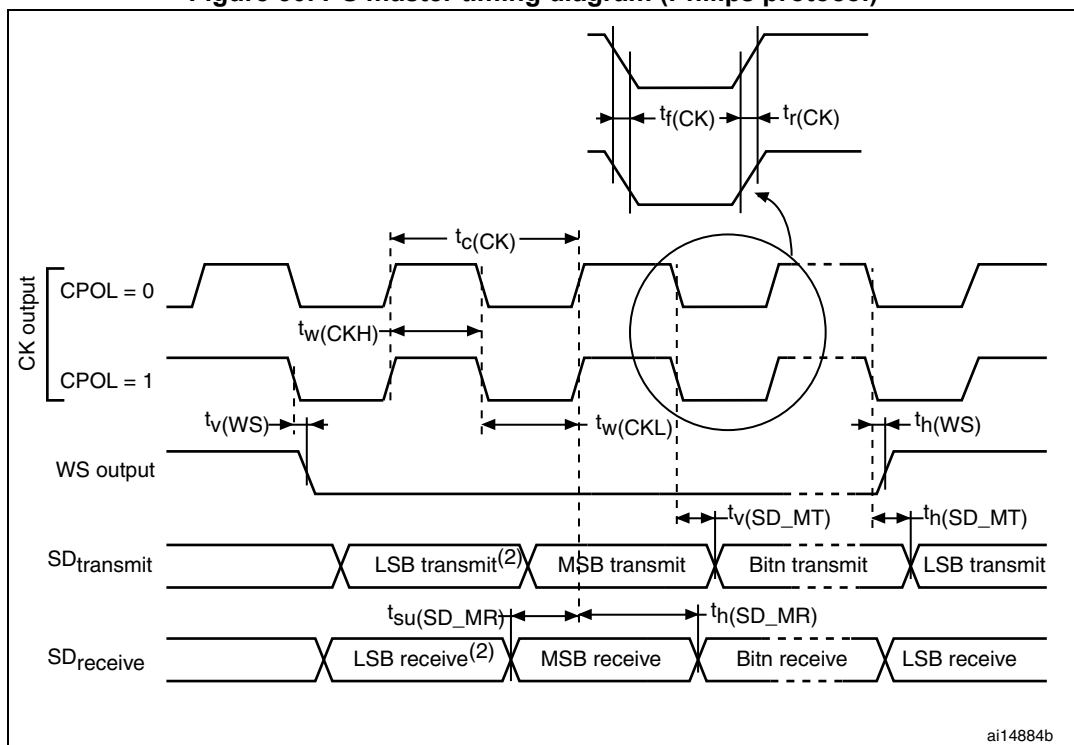 tf(CK)
tr(CK)
tc(CK)
CK output
CPOL = 0
tw(CKH)
CPOL = 1
tv(WS)
tw(CKL)
th(WS)
WS output
tv(SD_MT)
th(SD_MT)
SDtransmit
LSB transmit(2)
MSB transmit
Bitn transmit
LSB transmit
tsu(SD_MR)
th(SD_MR)
SDreceive
LSB receive(2)
MSB receive
Bitn receive
LSB receive
ai14884b